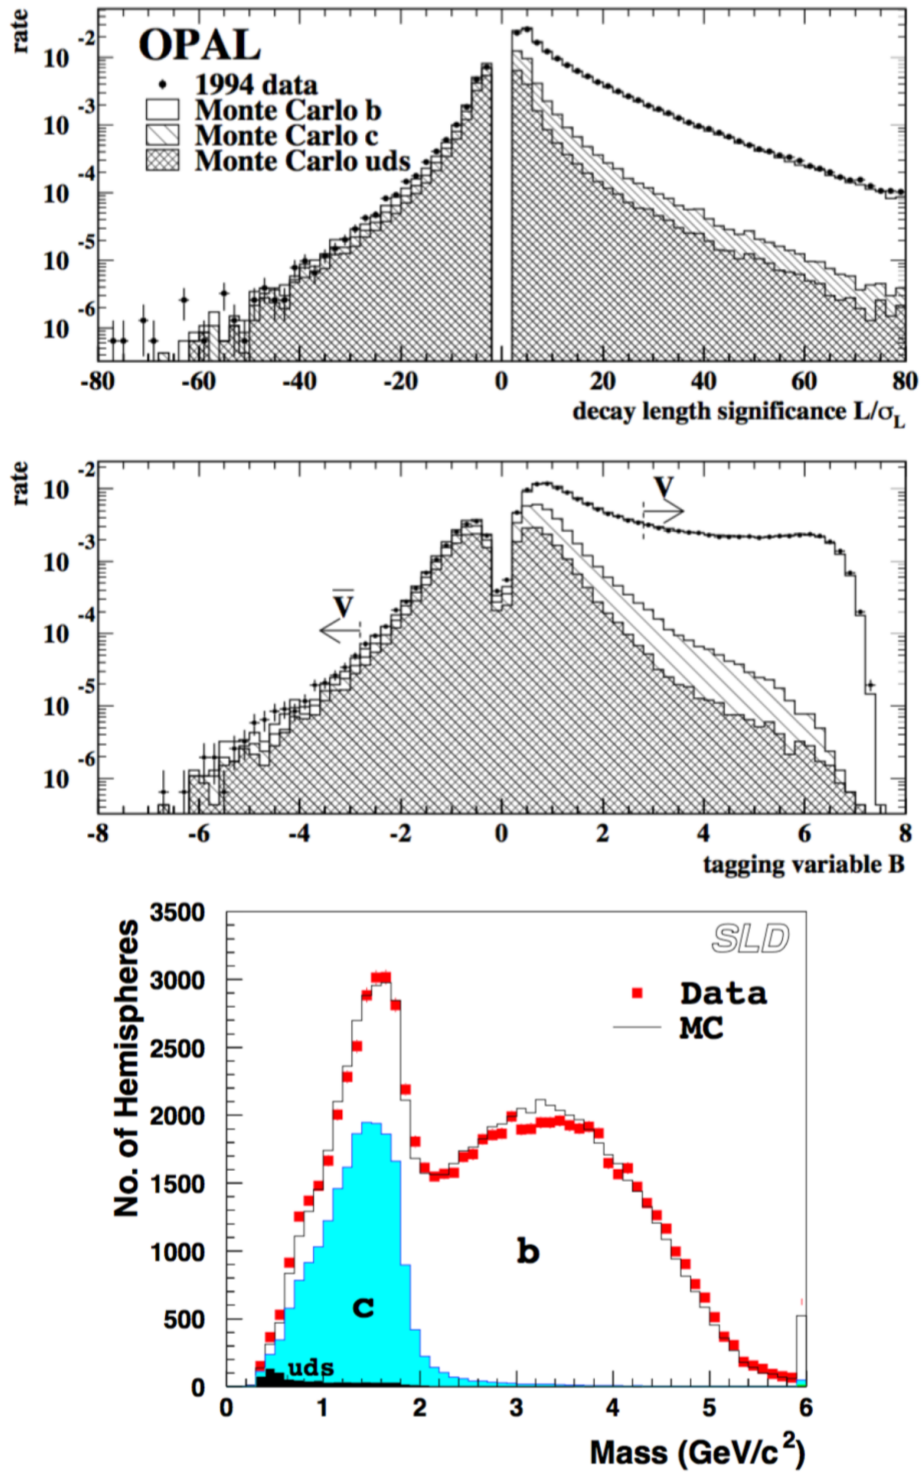 rate
OPAL
1994 data
Monte Carlo b
Monte Carlo c
Monte Carlo uds
10 -2
10 -3
10 -4
10 -5
10 -6
-80 -60 -40 -20 0 20 40 60 80
decay length significance L/σL
rate
10 -2
10 -3
10 -4
10 -5
10 -6
V
V̅
-8 -6 -4 -2 0 2 4 6 8
tagging variable B
No. of Hemispheres
3500
3000
2500
2000
1500
1000
500
0
SLD
Data
MC
b
c
uds
0 1 2 3 4 5 6
Mass (GeV/c²)